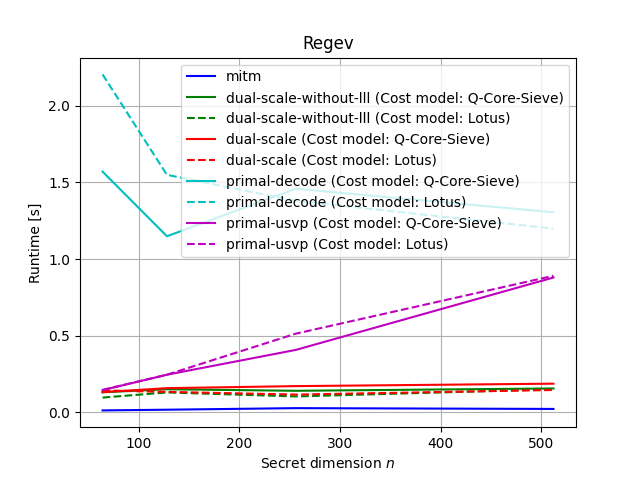 Regev
mitm
dual-scale-without-lll (Cost model: Q-Core-Sieve)
dual-scale-without-lll (Cost model: Lotus)
dual-scale (Cost model: Q-Core-Sieve)
dual-scale (Cost model: Lotus)
primal-decode (Cost model: Q-Core-Sieve)
primal-decode (Cost model: Lotus)
primal-usvp (Cost model: Q-Core-Sieve)
primal-usvp (Cost model: Lotus)
Runtime [s]
2.0
1.5
1.0
0.5
0.0
100 200 300 400 500
Secret dimension n